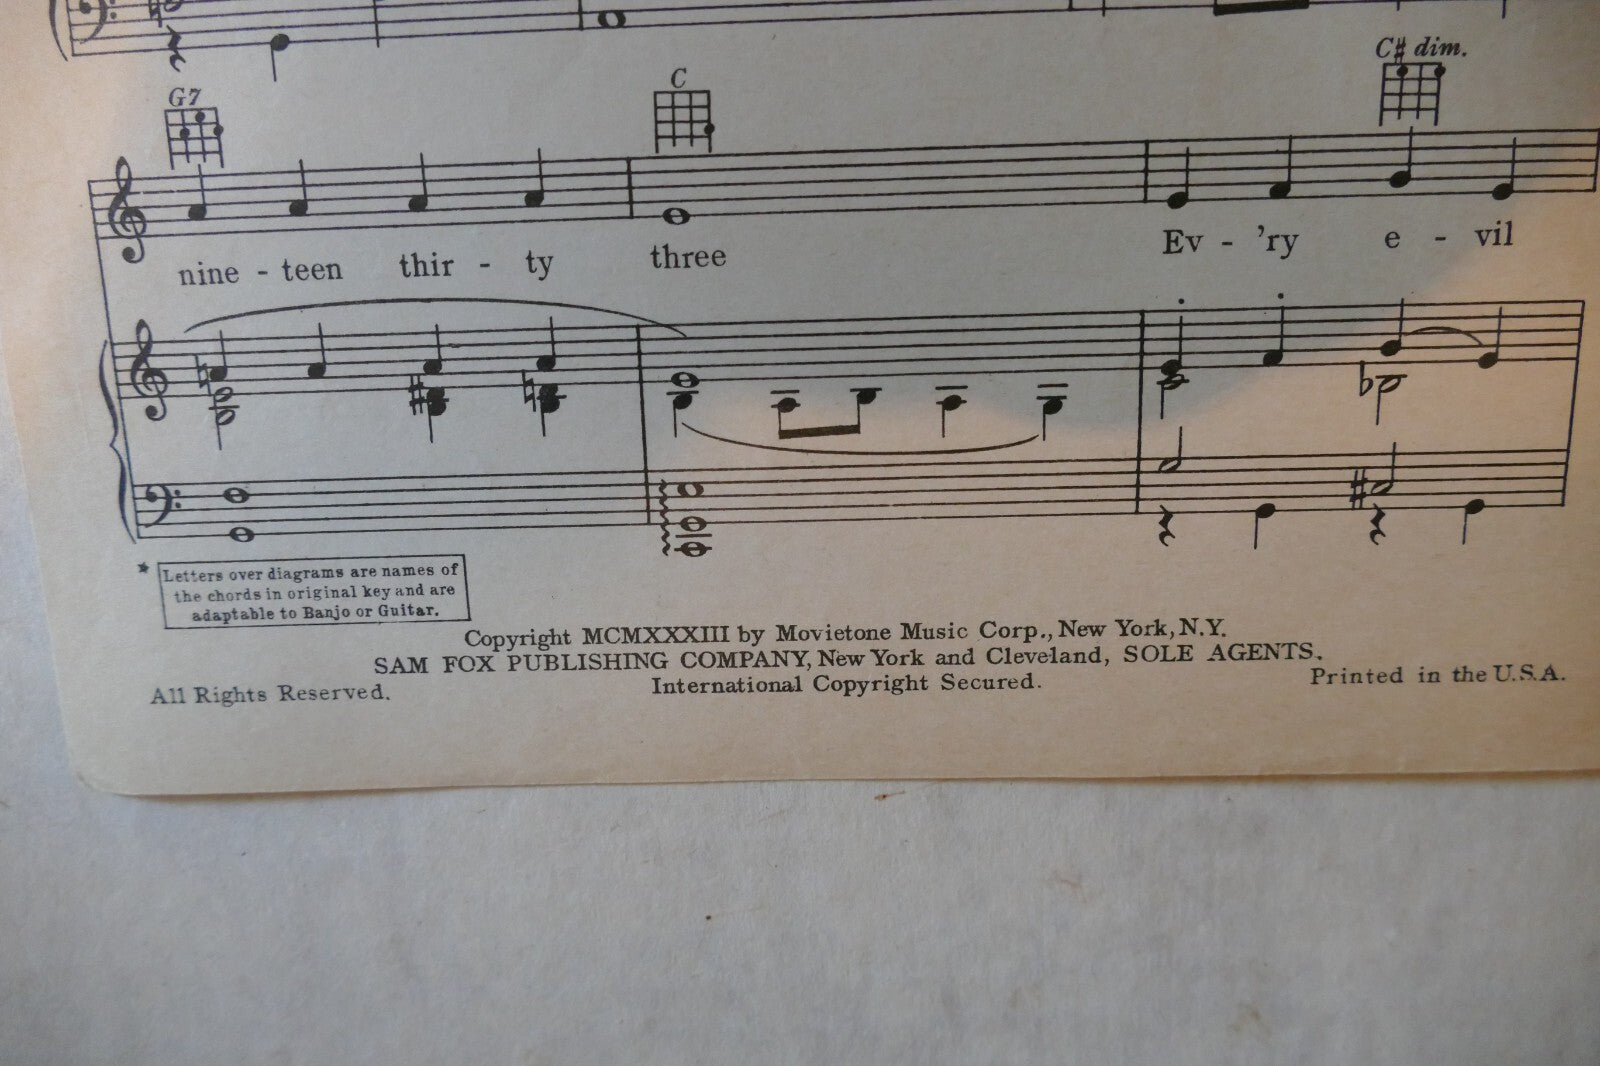 C♯ dim.
G7 C
nine - teen thir - ty three Ev - 'ry e - vil
* Letters over diagrams are names of
the chords in original key and are
adaptable to Banjo or Guitar.
Copyright MCMXXXIII by Movietone Music Corp., New York, N.Y.
SAM FOX PUBLISHING COMPANY, New York and Cleveland, SOLE AGENTS.
All Rights Reserved. International Copyright Secured. Printed in the U.S.A.